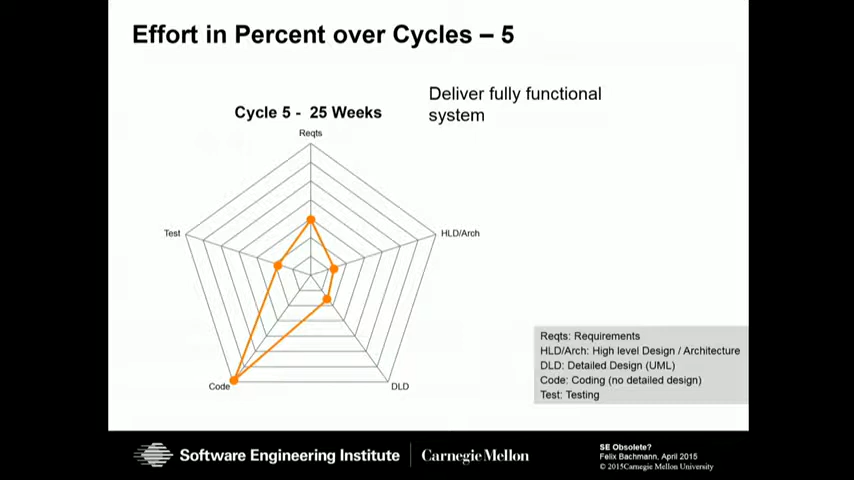 Effort in Percent over Cycles – 5
Deliver fully functional
system
Cycle 5 - 25 Weeks
Reqts
Test
HLD/Arch
Code
DLD
Reqts: Requirements
HLD/Arch: High level Design / Architecture
DLD: Detailed Design (UML)
Code: Coding (no detailed design)
Test: Testing
Software Engineering Institute
Carnegie Mellon
SE Obsolete?
Felix Bachmann, April 2015
© 2015Carnegie Mellon University